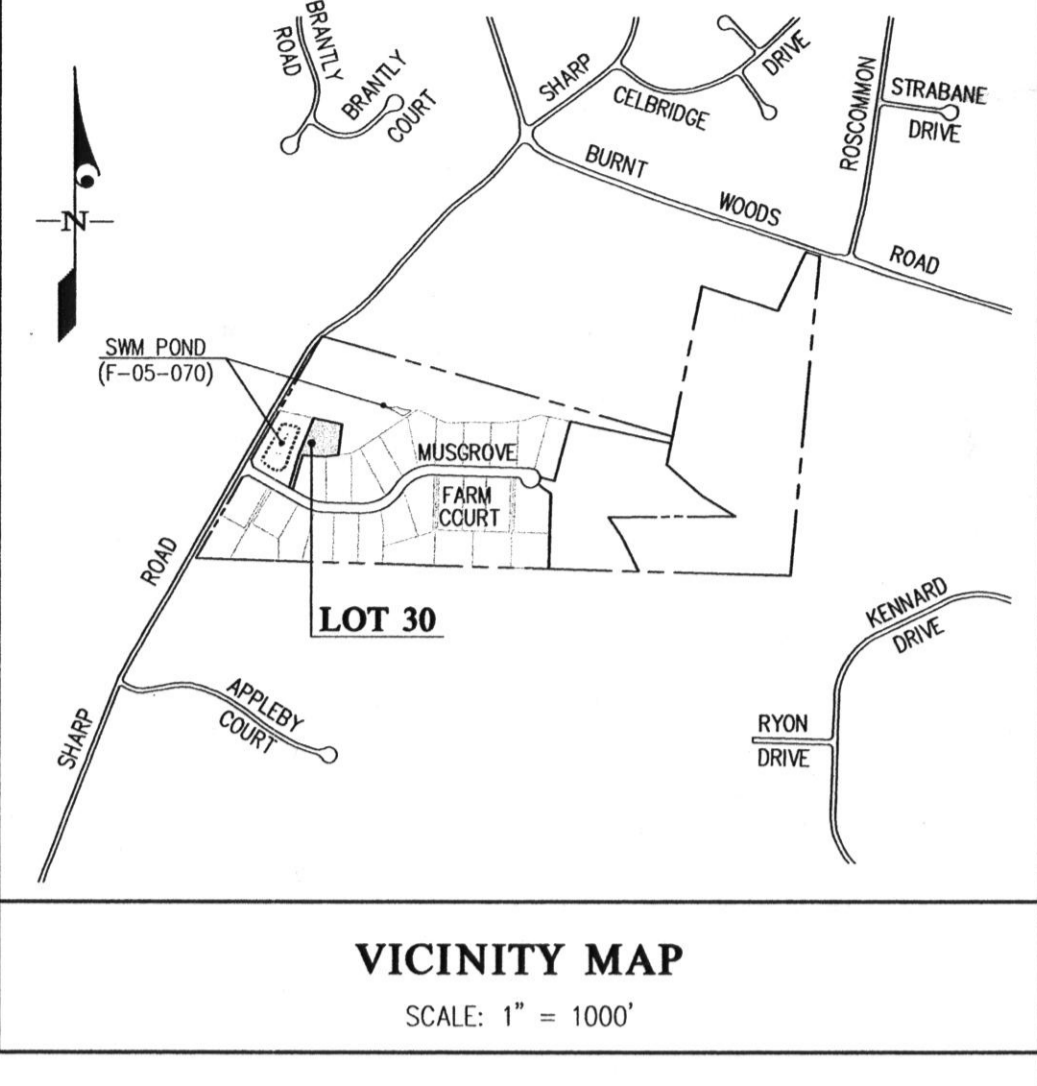 BRANTLY
ROAD
BRANTLY
COURT
SHARP
CELBRIDGE
DRIVE
ROSCOMMON
STRABANE
DRIVE
BURNT
WOODS
ROAD
N
SWM POND
(F-05-070)
MUSGROVE
FARM
COURT
ROAD
LOT 30
KENNARD
DRIVE
APPLEBY
COURT
SHARP
RYON
DRIVE
VICINITY MAP
SCALE: 1" = 1000'